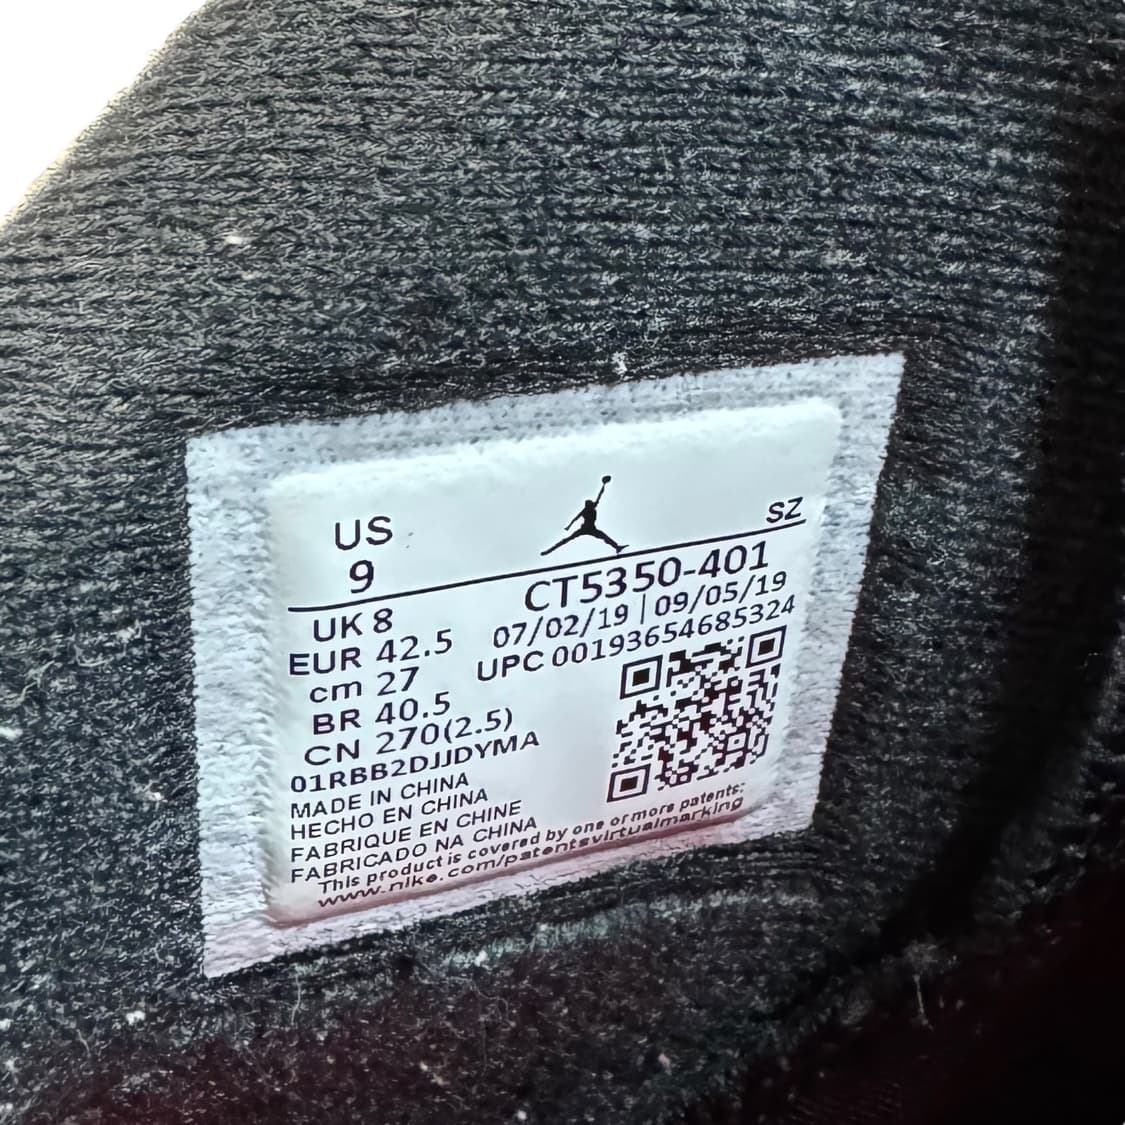 US
9
SZ
UK 8
EUR 42.5
cm 27
BR 40.5
CN 270(2.5)
CT5350-401
07/02/19 | 09/05/19
UPC 00193654685324
01RBB2DJJDYMA
MADE IN CHINA
HECHO EN CHINA
FABRIQUE EN CHINE
FABRICADO NA CHINA
This product is covered by one or more patents:
www.nike.com/patentsvirtualmarking